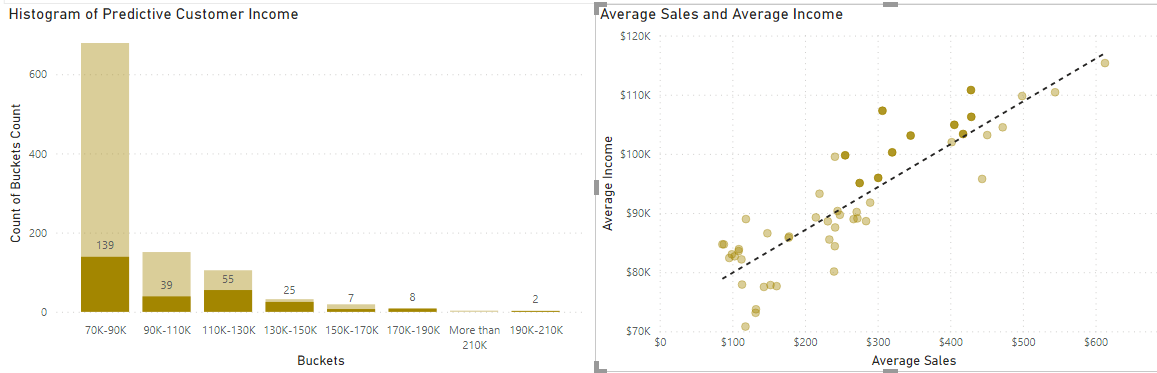 Histogram of Predictive Customer Income
Count of Buckets Count
600
400
200
0
139
39
55
25
7
8
2
70K-90K
90K-110K
110K-130K
130K-150K
150K-170K
170K-190K
More than
210K
190K-210K
Buckets
Average Sales and Average Income
Average Income
$120K
$110K
$100K
$90K
$80K
$70K
$0
$100
$200
$300
$400
$500
$600
Average Sales